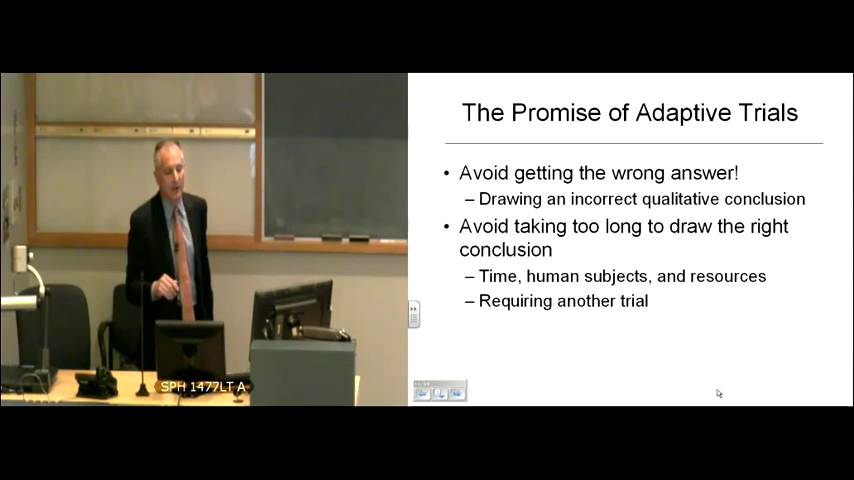 The Promise of Adaptive Trials
• Avoid getting the wrong answer!
– Drawing an incorrect qualitative conclusion
• Avoid taking too long to draw the right
conclusion
– Time, human subjects, and resources
– Requiring another trial
SPH 1477LT A